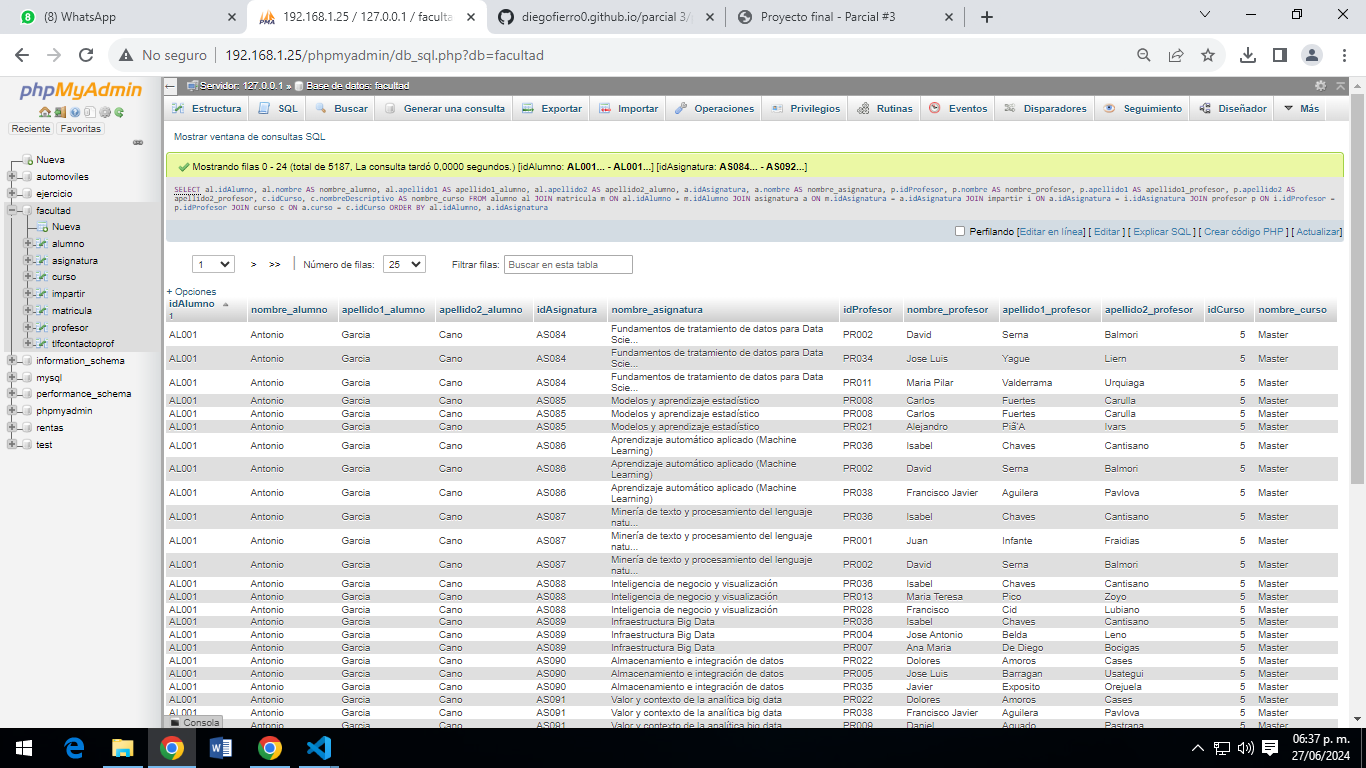 (8) WhatsApp
192.168.1.25 / 127.0.0.1 / faculta
diegofierro0.github.io/parcial 3/p
Proyecto final - Parcial #3
No seguro
192.168.1.25/phpmyadmin/db_sql.php?db=facultad
phpMyAdmin
Reciente Favoritas
Nueva
automoviles
ejercicio
facultad
Nueva
alumno
asignatura
curso
impartir
matricula
profesor
tlfcontactoprof
information_schema
mysql
performance_schema
phpmyadmin
rentas
test
Servidor: 127.0.0.1 » Base de datos: facultad
Estructura SQL Buscar Generar una consulta Exportar Importar Operaciones Privilegios Rutinas Eventos Disparadores Seguimiento Diseñador Más
Mostrar ventana de consultas SQL
Mostrando filas 0 - 24 (total de 5187, La consulta tardó 0,0000 segundos.) [idAlumno: AL001... - AL001...] [idAsignatura: AS084... - AS092...]
SELECT al.idAlumno, al.nombre AS nombre_alumno, al.apellido1 AS apellido1_alumno, al.apellido2 AS apellido2_alumno, a.idAsignatura, a.nombre AS nombre_asignatura, p.idProfesor, p.nombre AS nombre_profesor, p.apellido1 AS apellido1_profesor, p.apellido2 AS
apellido2_profesor, c.idCurso, c.nombreDescriptivo AS nombre_curso FROM alumno al JOIN matricula m ON al.idAlumno = m.idAlumno JOIN asignatura a ON m.idAsignatura = a.idAsignatura JOIN impartir i ON a.idAsignatura = i.idAsignatura JOIN profesor p ON i.idProfesor =
p.idProfesor JOIN curso c ON a.curso = c.idCurso ORDER BY al.idAlumno, a.idAsignatura
Perfilando [Editar en línea] [ Editar ] [ Explicar SQL ] [ Crear código PHP ] [ Actualizar]
1 > >> Número de filas: 25 Filtrar filas: Buscar en esta tabla
+ Opciones
idAlumno 1 nombre_alumno apellido1_alumno apellido2_alumno idAsignatura nombre_asignatura idProfesor nombre_profesor apellido1_profesor apellido2_profesor idCurso nombre_curso
AL001 Antonio Garcia Cano AS084 Fundamentos de tratamiento de datos para Data Scie... PR002 David Serna Balmori 5 Master
AL001 Antonio Garcia Cano AS084 Fundamentos de tratamiento de datos para Data Scie... PR034 Jose Luis Yague Liern 5 Master
AL001 Antonio Garcia Cano AS084 Fundamentos de tratamiento de datos para Data Scie... PR011 Maria Pilar Valderrama Urquiaga 5 Master
AL001 Antonio Garcia Cano AS085 Modelos y aprendizaje estadístico PR008 Carlos Fuertes Carulla 5 Master
AL001 Antonio Garcia Cano AS085 Modelos y aprendizaje estadístico PR008 Carlos Fuertes Carulla 5 Master
AL001 Antonio Garcia Cano AS085 Modelos y aprendizaje estadístico PR021 Alejandro Ivars 5 Master
AL001 Antonio Garcia Cano AS086 Aprendizaje automático aplicado (Machine Learning) PR036 Isabel Chaves Cantisano 5 Master
AL001 Antonio Garcia Cano AS086 Aprendizaje automático aplicado (Machine Learning) PR002 David Serna Balmori 5 Master
AL001 Antonio Garcia Cano AS086 Aprendizaje automático aplicado (Machine Learning) PR038 Francisco Javier Aguilera Pavlova 5 Master
AL001 Antonio Garcia Cano AS087 Minería de texto y procesamiento del lenguaje natu... PR036 Isabel Chaves Cantisano 5 Master
AL001 Antonio Garcia Cano AS087 Minería de texto y procesamiento del lenguaje natu... PR001 Juan Infante Fraidias 5 Master
AL001 Antonio Garcia Cano AS087 Minería de texto y procesamiento del lenguaje natu... PR002 David Serna Balmori 5 Master
AL001 Antonio Garcia Cano AS088 Inteligencia de negocio y visualización PR036 Isabel Chaves Cantisano 5 Master
AL001 Antonio Garcia Cano AS088 Inteligencia de negocio y visualización PR013 Maria Teresa Pico Zoyo 5 Master
AL001 Antonio Garcia Cano AS088 Inteligencia de negocio y visualización PR028 Francisco Cid Lubiano 5 Master
AL001 Antonio Garcia Cano AS089 Infraestructura Big Data PR036 Isabel Chaves Cantisano 5 Master
AL001 Antonio Garcia Cano AS089 Infraestructura Big Data PR004 Jose Antonio Belda Leno 5 Master
AL001 Antonio Garcia Cano AS089 Infraestructura Big Data PR007 Ana Maria De Diego Bocigas 5 Master
AL001 Antonio Garcia Cano AS090 Almacenamiento e integración de datos PR022 Dolores Amoros Cases 5 Master
AL001 Antonio Garcia Cano AS090 Almacenamiento e integración de datos PR005 Jose Luis Barragan Usategui 5 Master
AL001 Antonio Garcia Cano AS090 Almacenamiento e integración de datos PR035 Javier Exposito Orejuela 5 Master
AL001 Antonio Garcia Cano AS091 Valor y contexto de la analítica big data PR022 Dolores Amoros Cases 5 Master
AL001 Antonio Garcia Cano AS091 Valor y contexto de la analítica big data PR038 Francisco Javier Aguilera Pavlova 5 Master
Antonio Garcia Cano AS091 Valor y contexto de la analítica big data PR009 Daniel Aguado Pastrana 5 Master
Consola
06:37 p. m.
27/06/2024